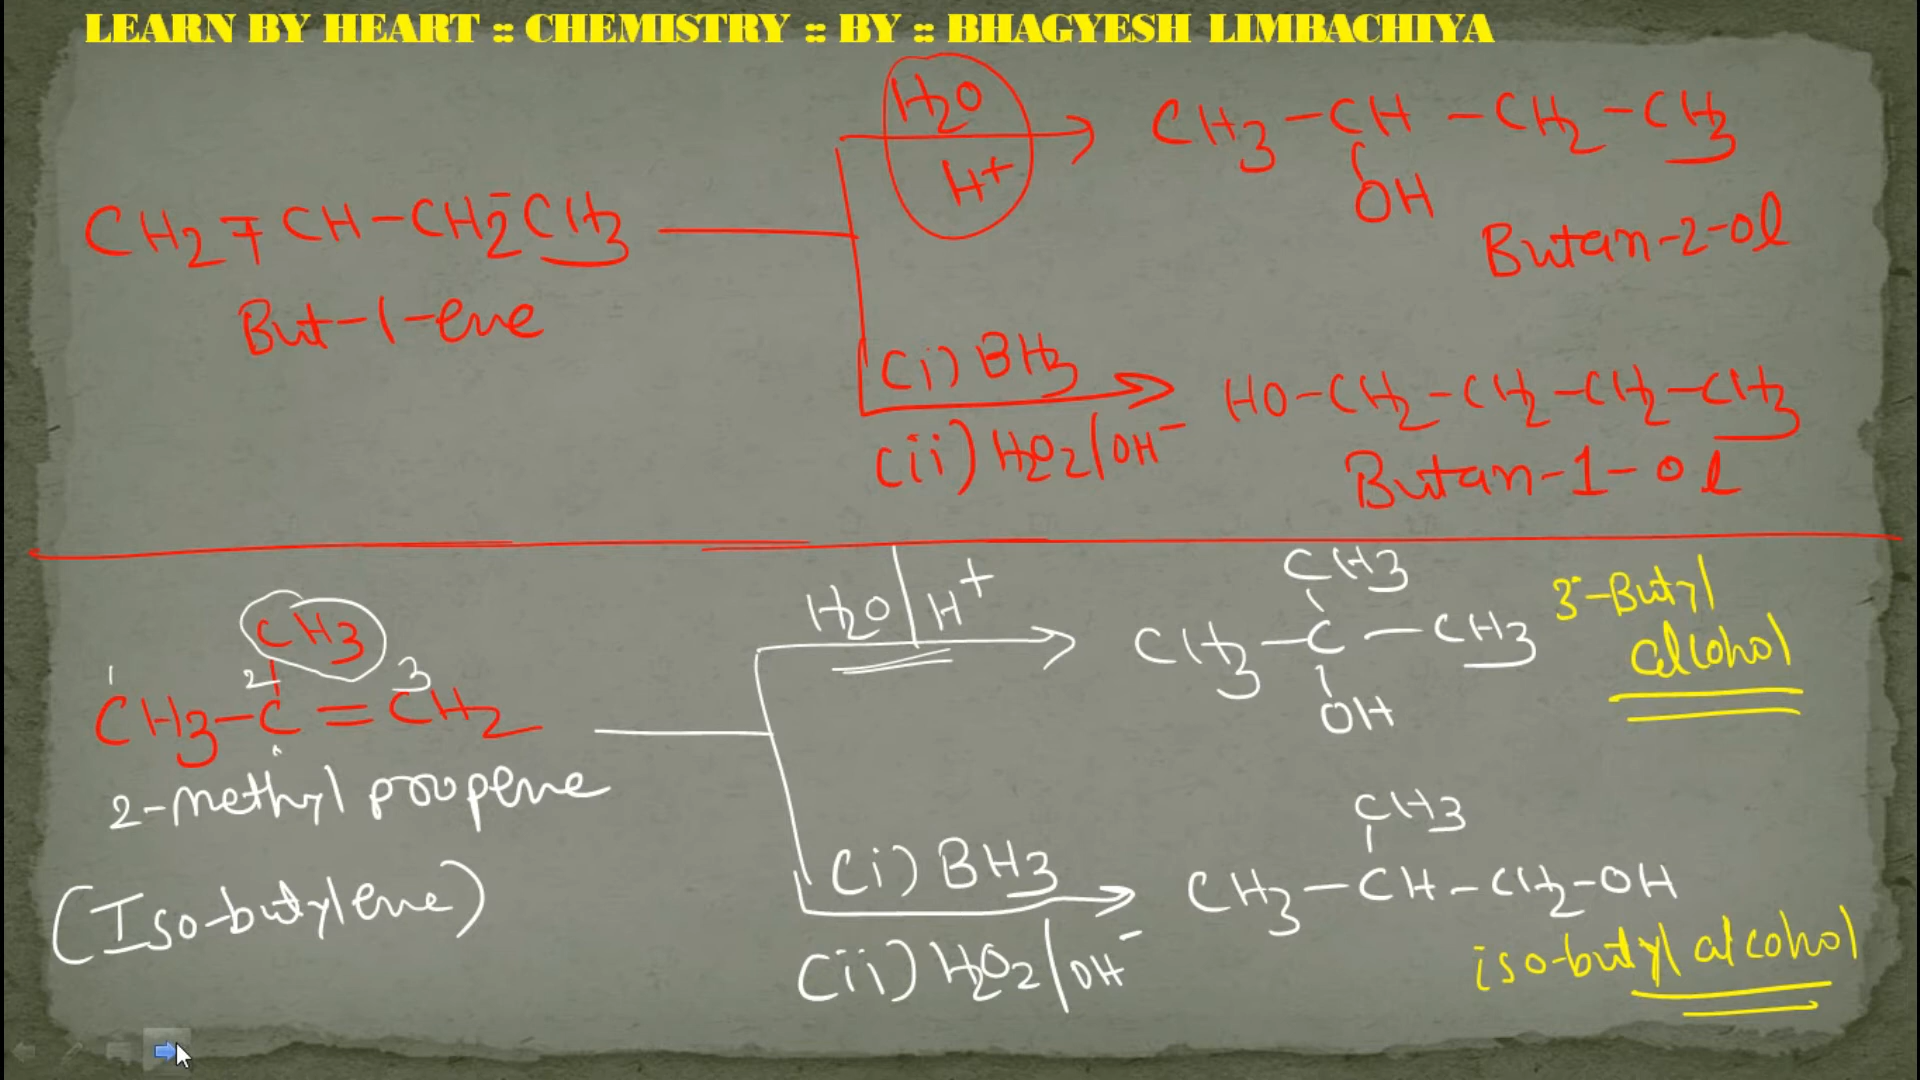 LEARN BY HEART :: CHEMISTRY :: BY :: BHAGYESH LIMBACHIYA
H2O
H+
CH3-CH-CH2-CH3
OH
Butan-2-ol
CH2=CH-CH2-CH3
But-1-ene
(i) BH3
(ii) H2O2/OH-
HO-CH2-CH2-CH2-CH3
Butan-1-ol
CH3
1 2 3
CH3-C=CH2
2-methyl propene
(Iso-butylene)
H2O/H+
CH3
CH3-C-CH3
OH
3°-Butyl
alcohol
(i) BH3
(ii) H2O2/OH-
CH3
CH3-CH-CH2-OH
iso-butyl alcohol